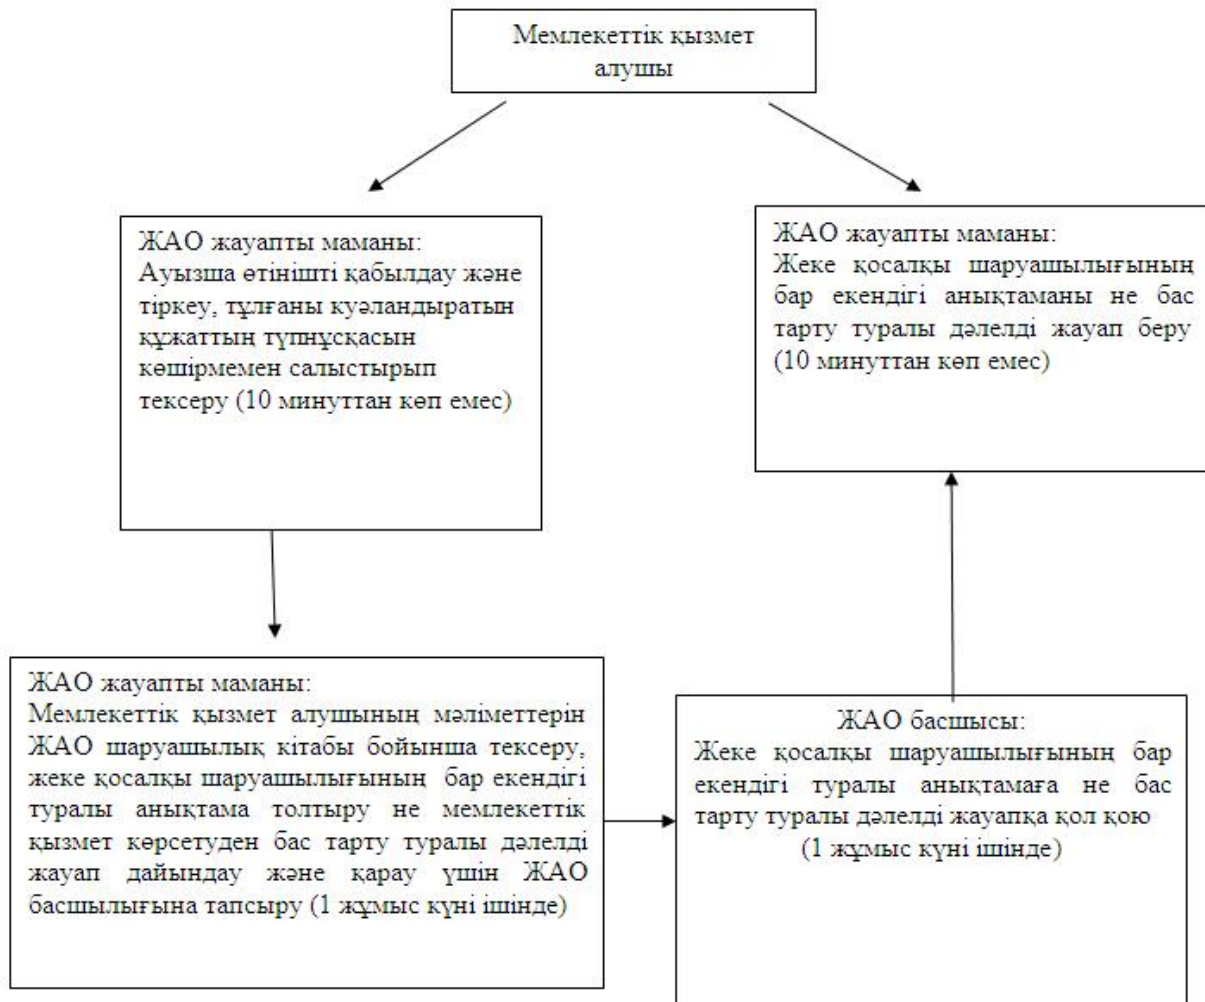 Мемлекеттік қызмет
алушы
ЖАО жауапты маманы:
Ауызша өтінішті қабылдау және
тіркеу, тұлғаны куәландыратын
құжаттың түпнұсқасын
көшірмемен салыстырып
тексеру (10 минуттан көп емес)
ЖАО жауапты маманы:
Жеке қосалқы шаруашылығының
бар екендігі анықтаманы не бас
тарту туралы дәлелді жауап беру
(10 минуттан көп емес)
ЖАО жауапты маманы:
Мемлекеттік қызмет алушының мәліметтерін
ЖАО шаруашылық кітабы бойынша тексеру,
жеке қосалқы шаруашылығының бар екендігі
туралы анықтама толтыру не мемлекеттік
қызмет көрсетуден бас тарту туралы дәлелді
жауап дайындау және қарау үшін ЖАО
басшылығына тапсыру (1 жұмыс күні ішінде)
ЖАО басшысы:
Жеке қосалқы шаруашылығының бар
екендігі туралы анықтамаға не бас
тарту туралы дәлелді жауапқа қол қою
(1 жұмыс күні ішінде)